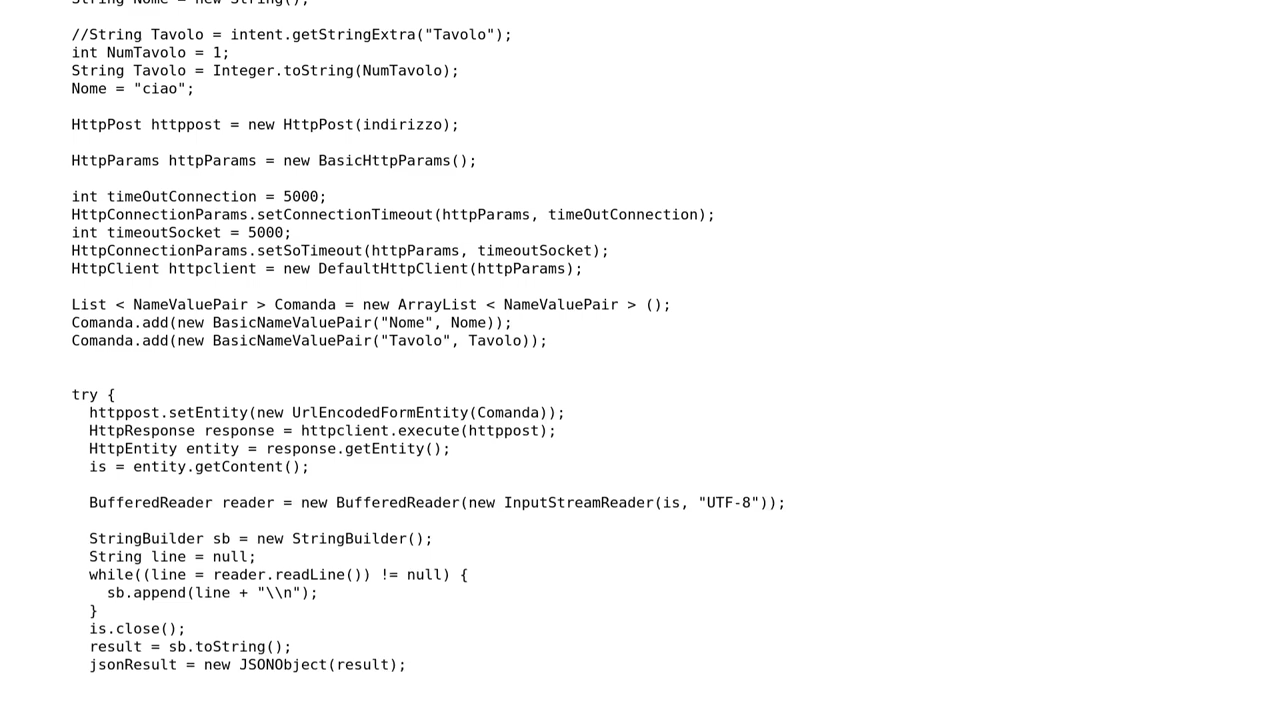 String Nome = new String();
//String Tavolo = intent.getStringExtra("Tavolo");
int NumTavolo = 1;
String Tavolo = Integer.toString(NumTavolo);
Nome = "ciao";
HttpPost httppost = new HttpPost(indirizzo);
HttpParams httpParams = new BasicHttpParams();
int timeOutConnection = 5000;
HttpConnectionParams.setConnectionTimeout(httpParams, timeOutConnection);
int timeoutSocket = 5000;
HttpConnectionParams.setSoTimeout(httpParams, timeoutSocket);
HttpClient httpclient = new DefaultHttpClient(httpParams);
List < NameValuePair > Comanda = new ArrayList < NameValuePair > ();
Comanda.add(new BasicNameValuePair("Nome", Nome));
Comanda.add(new BasicNameValuePair("Tavolo", Tavolo));
try {
httppost.setEntity(new UrlEncodedFormEntity(Comanda));
HttpResponse response = httpclient.execute(httppost);
HttpEntity entity = response.getEntity();
is = entity.getContent();
BufferedReader reader = new BufferedReader(new InputStreamReader(is, "UTF-8"));
StringBuilder sb = new StringBuilder();
String line = null;
while((line = reader.readLine()) != null) {
sb.append(line + "\\n");
}
is.close();
result = sb.toString();
jsonResult = new JSONObject(result);